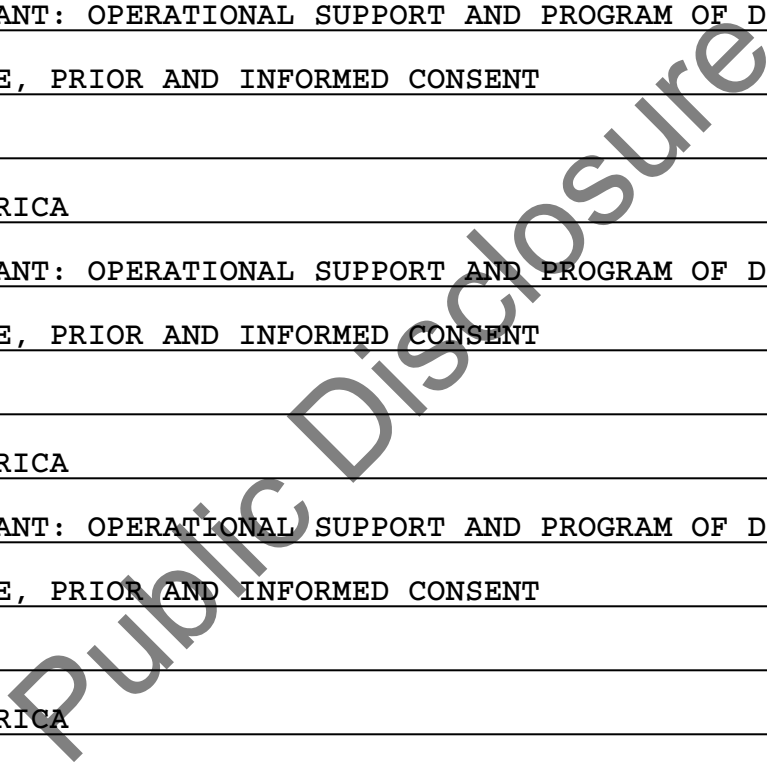 ANT: OPERATIONAL SUPPORT AND PROGRAM OF D
E, PRIOR AND INFORMED CONSENT
RICA
ANT: OPERATIONAL SUPPORT AND PROGRAM OF D
E, PRIOR AND INFORMED CONSENT
RICA
ANT: OPERATIONAL SUPPORT AND PROGRAM OF D
E, PRIOR AND INFORMED CONSENT
RICA
Public Disclosure